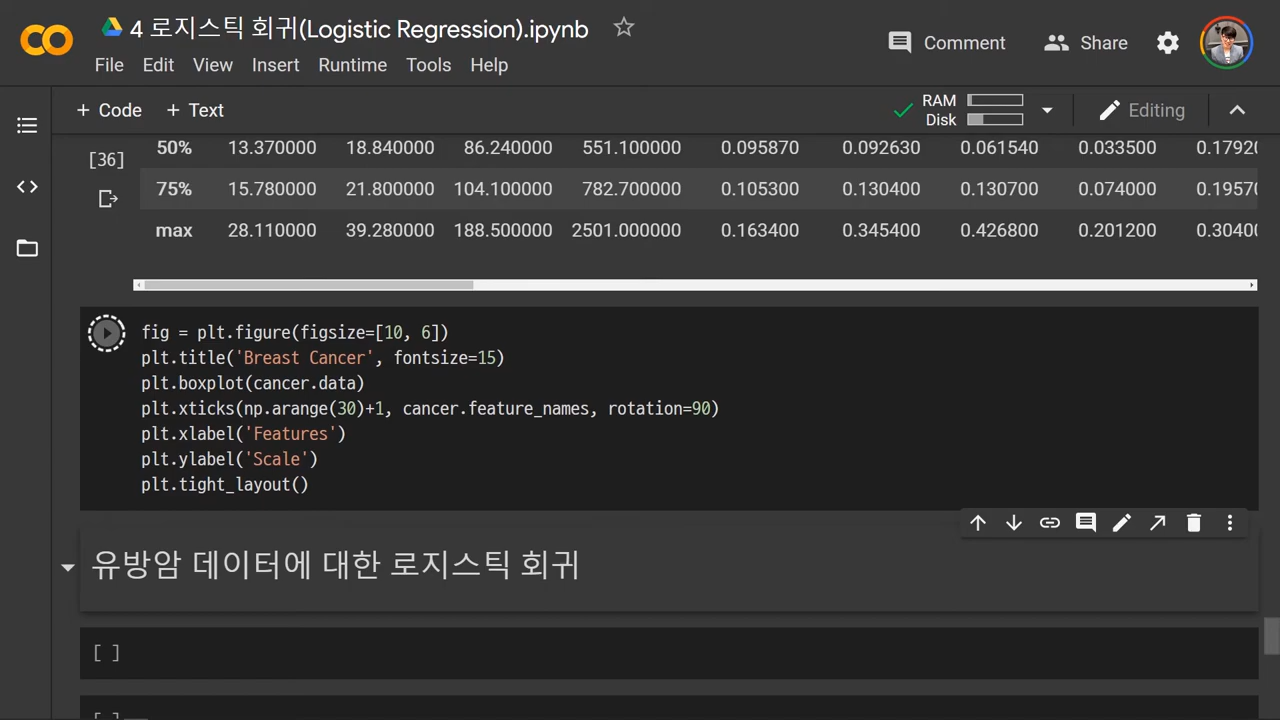 4 로지스틱 회귀(Logistic Regression).ipynb
Comment
Share
File Edit View Insert Runtime Tools Help
+ Code + Text
RAM
Disk
Editing
[36]
50% 13.370000 18.840000 86.240000 551.100000 0.095870 0.092630 0.061540 0.033500 0.1792
75% 15.780000 21.800000 104.100000 782.700000 0.105300 0.130400 0.130700 0.074000 0.1957
max 28.110000 39.280000 188.500000 2501.000000 0.163400 0.345400 0.426800 0.201200 0.3040
fig = plt.figure(figsize=[10, 6])
plt.title('Breast Cancer', fontsize=15)
plt.boxplot(cancer.data)
plt.xticks(np.arange(30)+1, cancer.feature_names, rotation=90)
plt.xlabel('Features')
plt.ylabel('Scale')
plt.tight_layout()
유방암 데이터에 대한 로지스틱 회귀
[ ]
[ ]